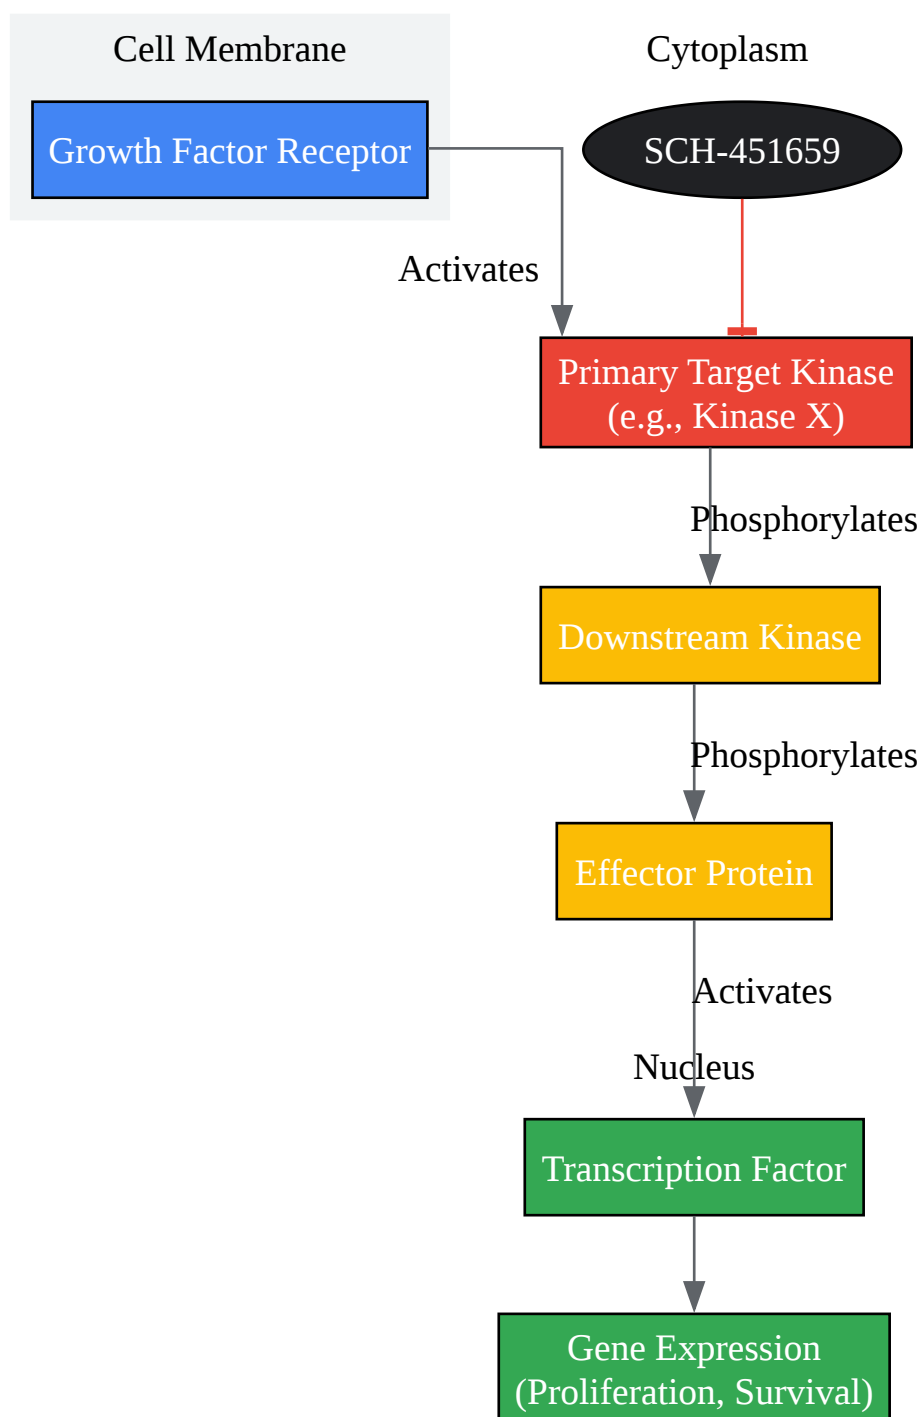 Cell Membrane
Cytoplasm
Growth Factor Receptor
SCH-451659
Activates
Primary Target Kinase
(e.g., Kinase X)
Phosphorylates
Downstream Kinase
Phosphorylates
Effector Protein
Activates
Nucleus
Transcription Factor
Gene Expression
(Proliferation, Survival)